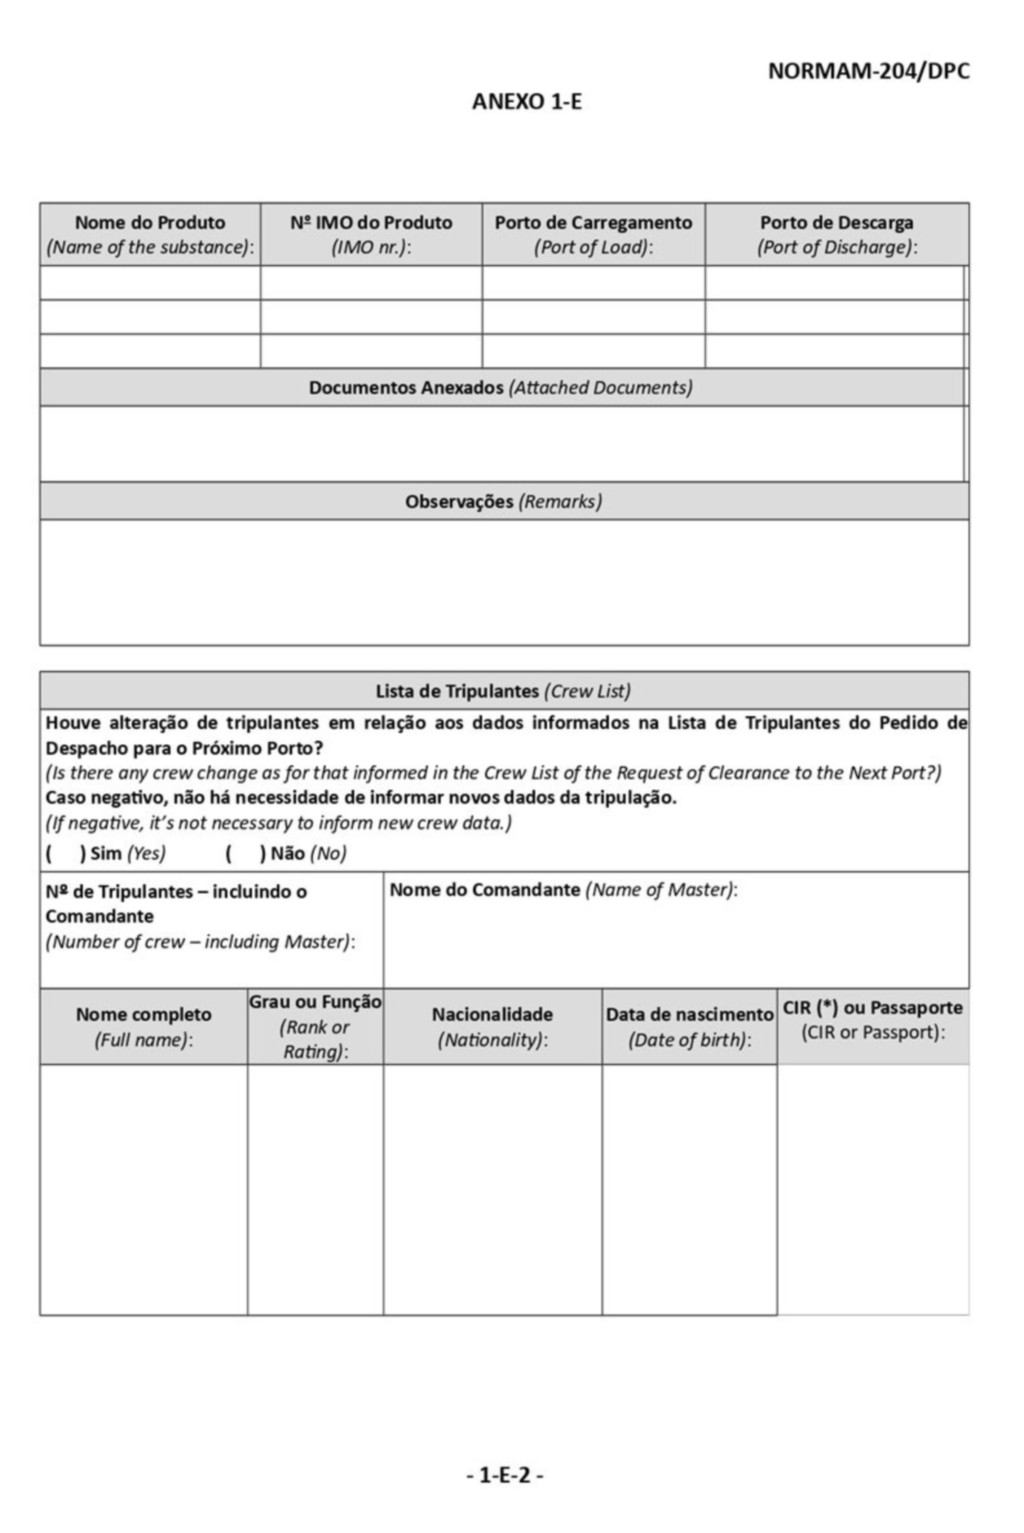 NORMAM-204/DPC
ANEXO 1-E
Nome do Produto
(Name of the substance):
Nº IMO do Produto
(IMO nr.):
Porto de Carregamento
(Port of Load):
Porto de Descarga
(Port of Discharge):
Documentos Anexados (Attached Documents)
Observações (Remarks)
Lista de Tripulantes (Crew List)
Houve alteração de tripulantes em relação aos dados informados na Lista de Tripulantes do Pedido de
Despacho para o Próximo Porto?
(Is there any crew change as for that informed in the Crew List of the Request of Clearance to the Next Port?)
Caso negativo, não há necessidade de informar novos dados da tripulação.
(If negative, it's not necessary to inform new crew data.)
( ) Sim (Yes) ( ) Não (No)
Nº de Tripulantes – incluindo o
Comandante
(Number of crew – including Master):
Nome do Comandante (Name of Master):
Nome completo
(Full name):
Grau ou Função
(Rank or
Rating):
Nacionalidade
(Nationality):
Data de nascimento
(Date of birth):
CIR (*) ou Passaporte
(CIR or Passport):
- 1-E-2 -